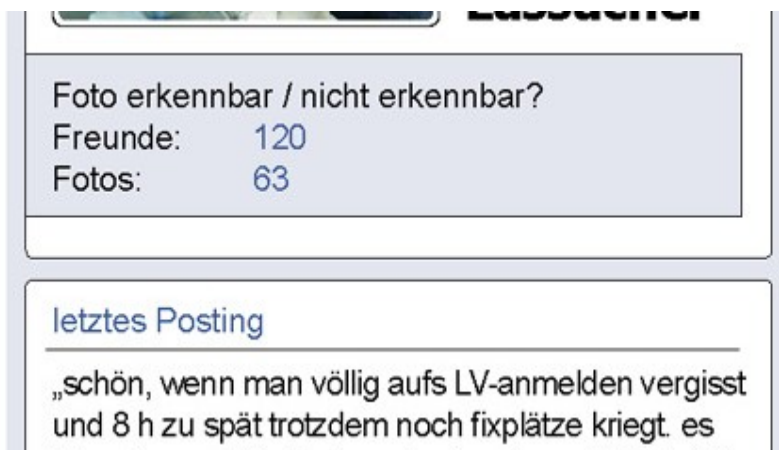 Foto erkennbar / nicht erkennbar?
Freunde: 120
Fotos: 63
letztes Posting
„schön, wenn man völlig aufs LV-anmelden vergisst
und 8 h zu spät trotzdem noch fixplätze kriegt. es